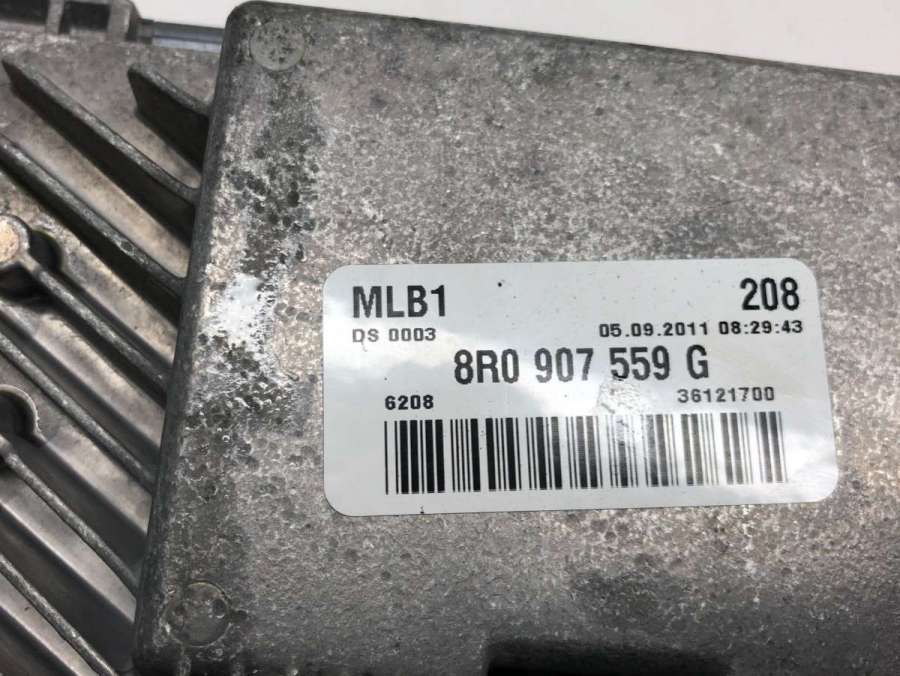 MLB1 208
DS 0003 05.09.2011 08:29:43
8R0 907 559 G
6208 36121700